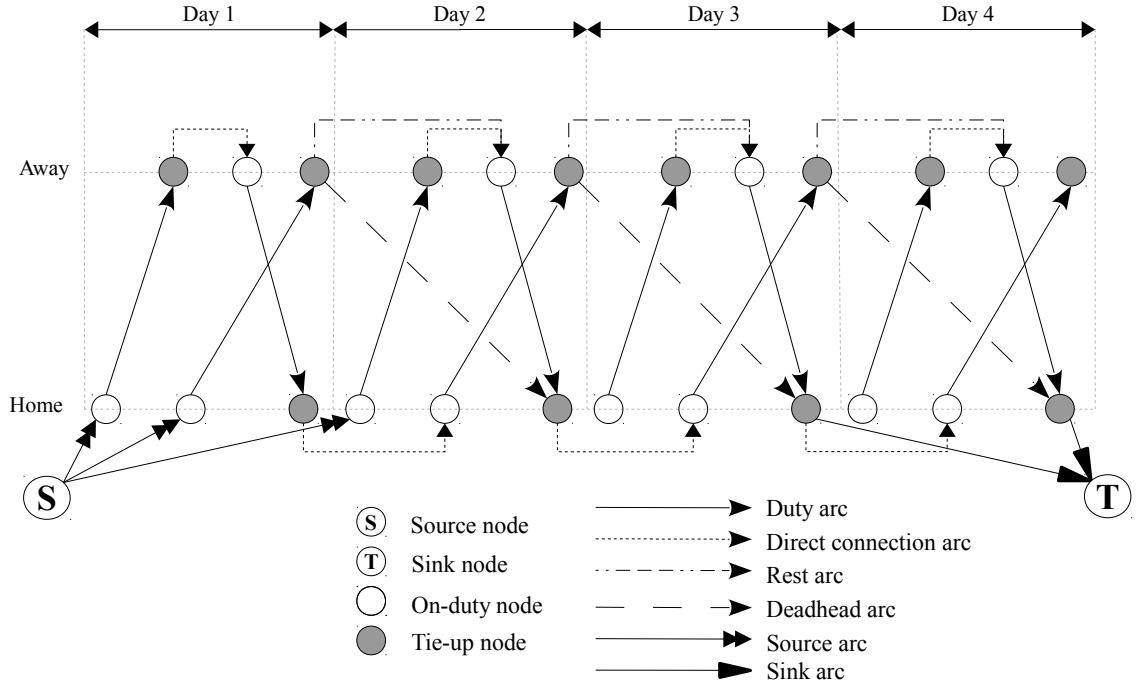 Day 1 Day 2 Day 3 Day 4
Away
Home
S T
S Source node
T Sink node
On-duty node
Tie-up node
Duty arc
Direct connection arc
Rest arc
Deadhead arc
Source arc
Sink arc